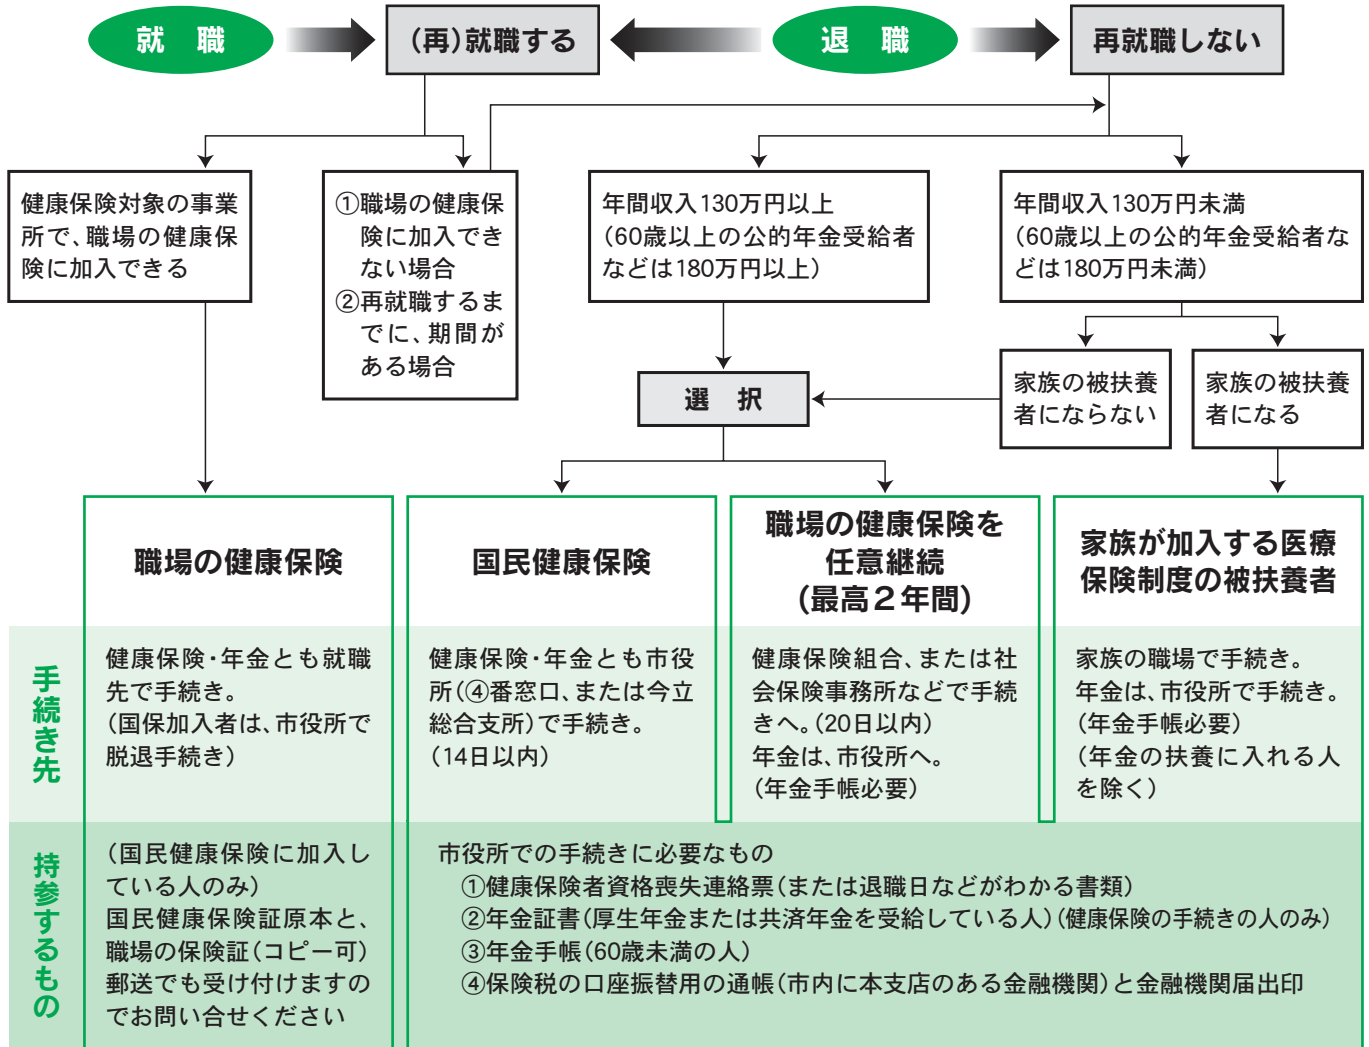 就 職
(再)就職する
退 職
再就職しない
健康保険対象の事業
所で、職場の健康保
険に加入できる
①職場の健康保
険に加入でき
ない場合
②再就職するま
でに、期間が
ある場合
年間収入130万円以上
(60歳以上の公的年金受給者
などは180万円以上)
年間収入130万円未満
(60歳以上の公的年金受給者な
どは180万円未満)
選 択
家族の被扶養
者にならない
家族の被扶養
者になる
職場の健康保険
国民健康保険
職場の健康保険を
任意継続
(最高2年間)
家族が加入する医療
保険制度の被扶養者
手続き先
健康保険・年金とも就職
先で手続き。
(国保加入者は、市役所で
脱退手続き)
健康保険・年金とも市役
所(④番窓口、または今立
総合支所)で手続き。
(14日以内)
健康保険組合、または社
会保険事務所などで手続
きへ。(20日以内)
年金は、市役所へ。
(年金手帳必要)
家族の職場で手続き。
年金は、市役所で手続き。
(年金手帳必要)
(年金の扶養に入れる人
を除く)
持参するもの
(国民健康保険に加入し
ている人のみ)
国民健康保険証原本と、
職場の保険証(コピー可)
郵送でも受け付けますの
でお問い合せください
市役所での手続きに必要なもの
①健康保険者資格喪失連絡票(または退職日などがわかる書類)
②年金証書(厚生年金または共済年金を受給している人)(健康保険の手続きの人のみ)
③年金手帳(60歳未満の人)
④保険税の口座振替用の通帳(市内に本支店のある金融機関)と金融機関届出印